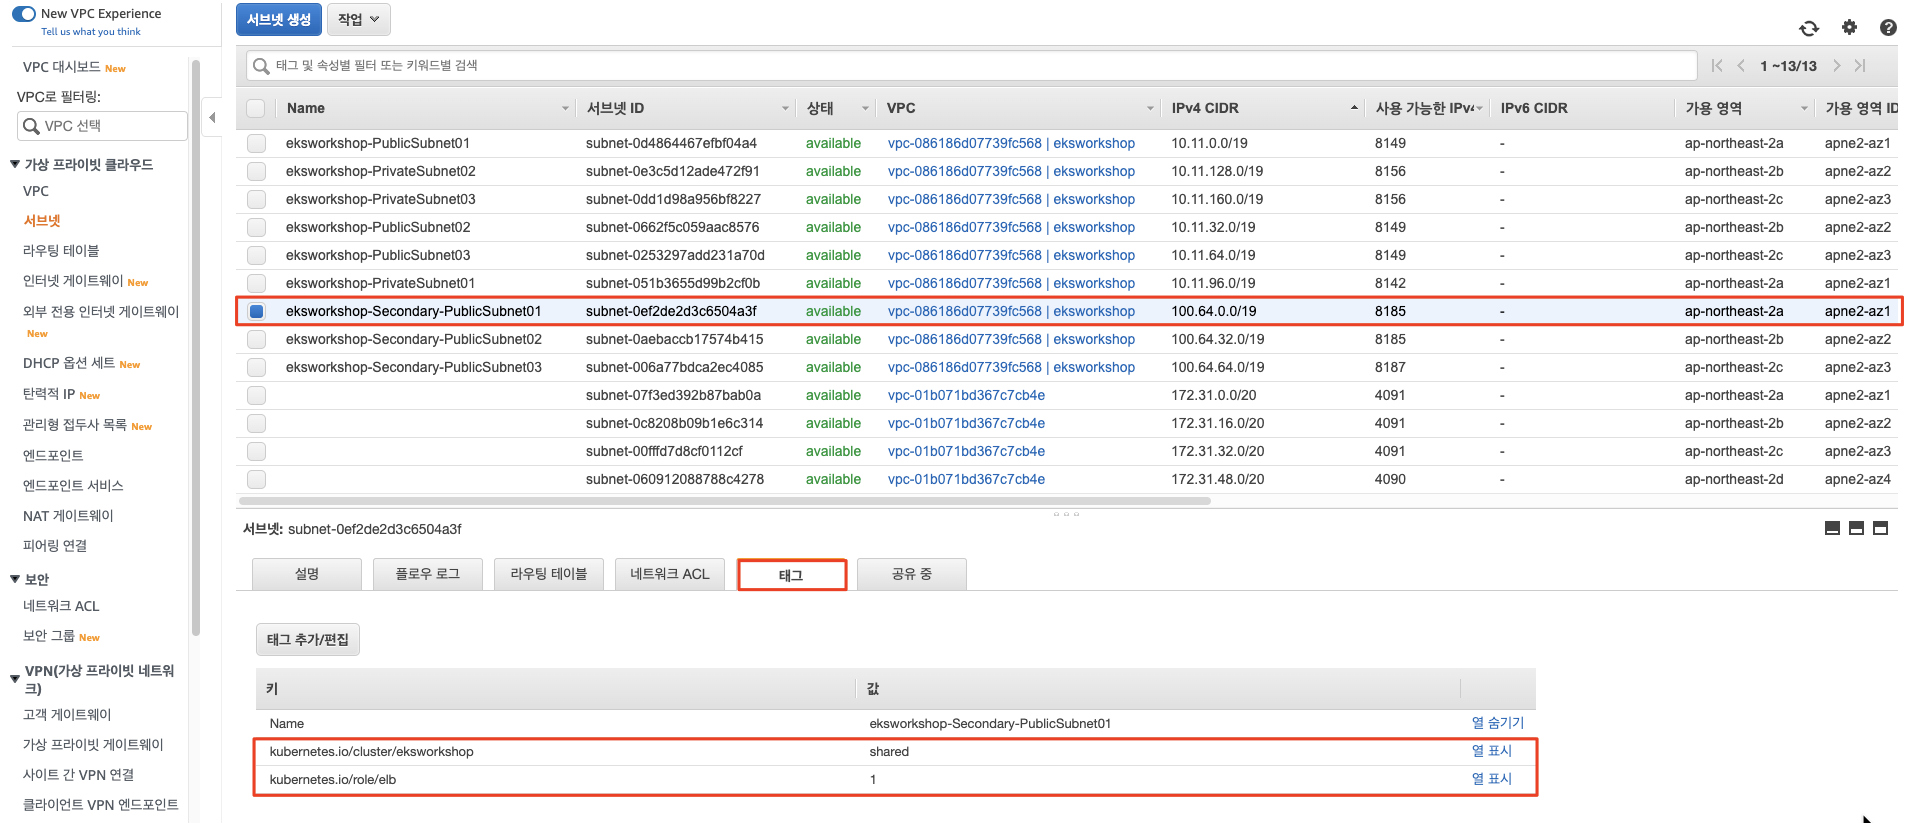 New VPC Experience
Tell us what you think
VPC 대시보드 New
VPC로 필터링:
VPC 선택
가상 프라이빗 클라우드
VPC
서브넷
라우팅 테이블
인터넷 게이트웨이 New
외부 전용 인터넷 게이트웨이
New
DHCP 옵션 세트 New
탄력적 IP New
관리형 접두사 목록 New
엔드포인트
엔드포인트 서비스
NAT 게이트웨이
피어링 연결
보안
네트워크 ACL
보안 그룹 New
VPN(가상 프라이빗 네트워
크)
고객 게이트웨이
가상 프라이빗 게이트웨이
사이트 간 VPN 연결
클라이언트 VPN 엔드포인트
서브넷 생성 작업
태그 및 속성별 필터 또는 키워드별 검색 1 ~13/13
Name 서브넷 ID 상태 VPC IPv4 CIDR 사용 가능한 IPv4 IPv6 CIDR 가용 영역 가용 영역 ID
eksworkshop-PublicSubnet01 subnet-0d4864467efbf04a4 available vpc-086186d07739fc568 | eksworkshop 10.11.0.0/19 8149 - ap-northeast-2a apne2-az1
eksworkshop-PrivateSubnet02 subnet-0e3c5d12ade472f91 available vpc-086186d07739fc568 | eksworkshop 10.11.128.0/19 8156 - ap-northeast-2b apne2-az2
eksworkshop-PrivateSubnet03 subnet-0dd1d98a956bf8227 available vpc-086186d07739fc568 | eksworkshop 10.11.160.0/19 8156 - ap-northeast-2c apne2-az3
eksworkshop-PublicSubnet02 subnet-0662f5c059aac8576 available vpc-086186d07739fc568 | eksworkshop 10.11.32.0/19 8149 - ap-northeast-2b apne2-az2
eksworkshop-PublicSubnet03 subnet-0253297add231a70d available vpc-086186d07739fc568 | eksworkshop 10.11.64.0/19 8149 - ap-northeast-2c apne2-az3
eksworkshop-PrivateSubnet01 subnet-051b3655d99b2cf0b available vpc-086186d07739fc568 | eksworkshop 10.11.96.0/19 8142 - ap-northeast-2a apne2-az1
eksworkshop-Secondary-PublicSubnet01 subnet-0ef2de2d3c6504a3f available vpc-086186d07739fc568 | eksworkshop 100.64.0.0/19 8185 - ap-northeast-2a apne2-az1
eksworkshop-Secondary-PublicSubnet02 subnet-0aebaccb17574b415 available vpc-086186d07739fc568 | eksworkshop 100.64.32.0/19 8185 - ap-northeast-2b apne2-az2
eksworkshop-Secondary-PublicSubnet03 subnet-006a77bdca2ec4085 available vpc-086186d07739fc568 | eksworkshop 100.64.64.0/19 8187 - ap-northeast-2c apne2-az3
subnet-07f3ed392b87bab0a available vpc-01b071bd367c7cb4e 172.31.0.0/20 4091 - ap-northeast-2a apne2-az1
subnet-0c8208b09b1e6c314 available vpc-01b071bd367c7cb4e 172.31.16.0/20 4091 - ap-northeast-2b apne2-az2
subnet-00fffd7d8cf0112cf available vpc-01b071bd367c7cb4e 172.31.32.0/20 4091 - ap-northeast-2c apne2-az3
subnet-060912088788c4278 available vpc-01b071bd367c7cb4e 172.31.48.0/20 4090 - ap-northeast-2d apne2-az4
서브넷: subnet-0ef2de2d3c6504a3f
설명 플로우 로그 라우팅 테이블 네트워크 ACL 태그 공유 중
태그 추가/편집
키 값
Name eksworkshop-Secondary-PublicSubnet01 열 숨기기
kubernetes.io/cluster/eksworkshop shared 열 표시
kubernetes.io/role/elb 1 열 표시